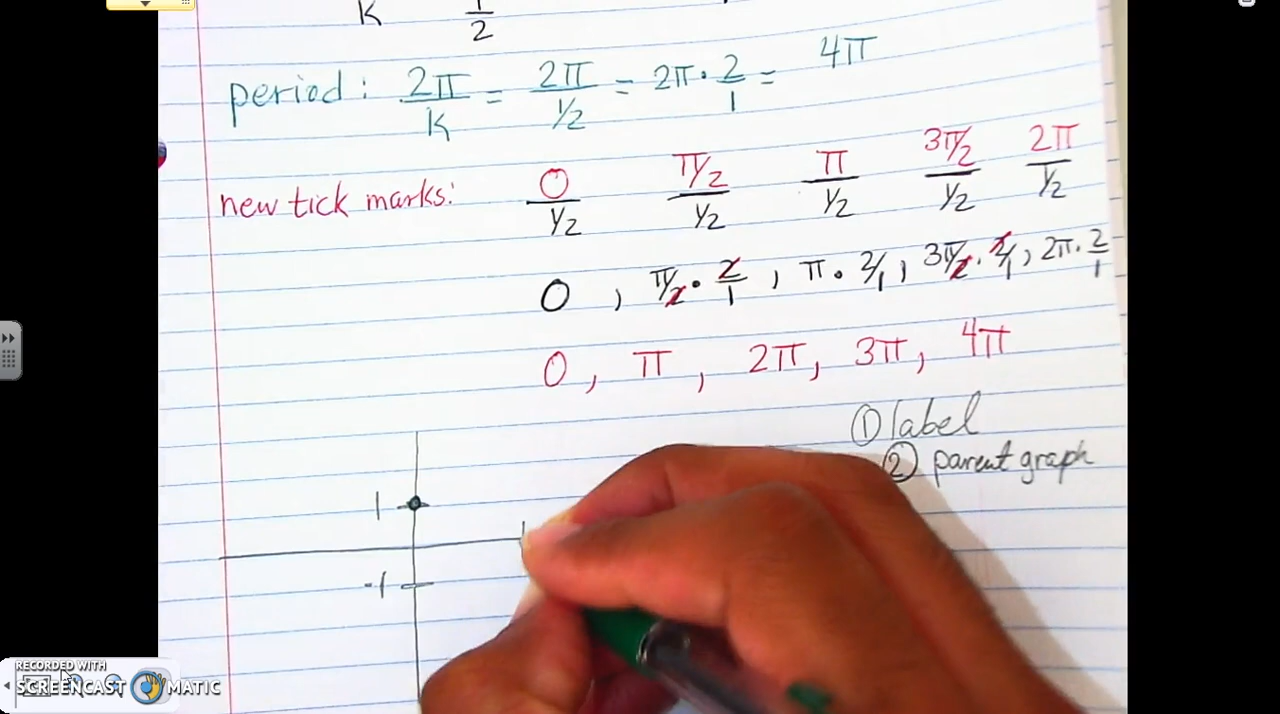 K 1/2
period: 2π/K = 2π/½ = 2π · 2/1 = 4π
new tick marks: 0/½ π/2/½ π/½ 3π/2/½ 2π/½
0, π/2 · 2/1, π · 2/1, 3π/2 · 2/1, 2π · 2/1
0, π, 2π, 3π, 4π
① label
② parent graph
1
-1
RECORDED WITH
SCREENCAST MATIC